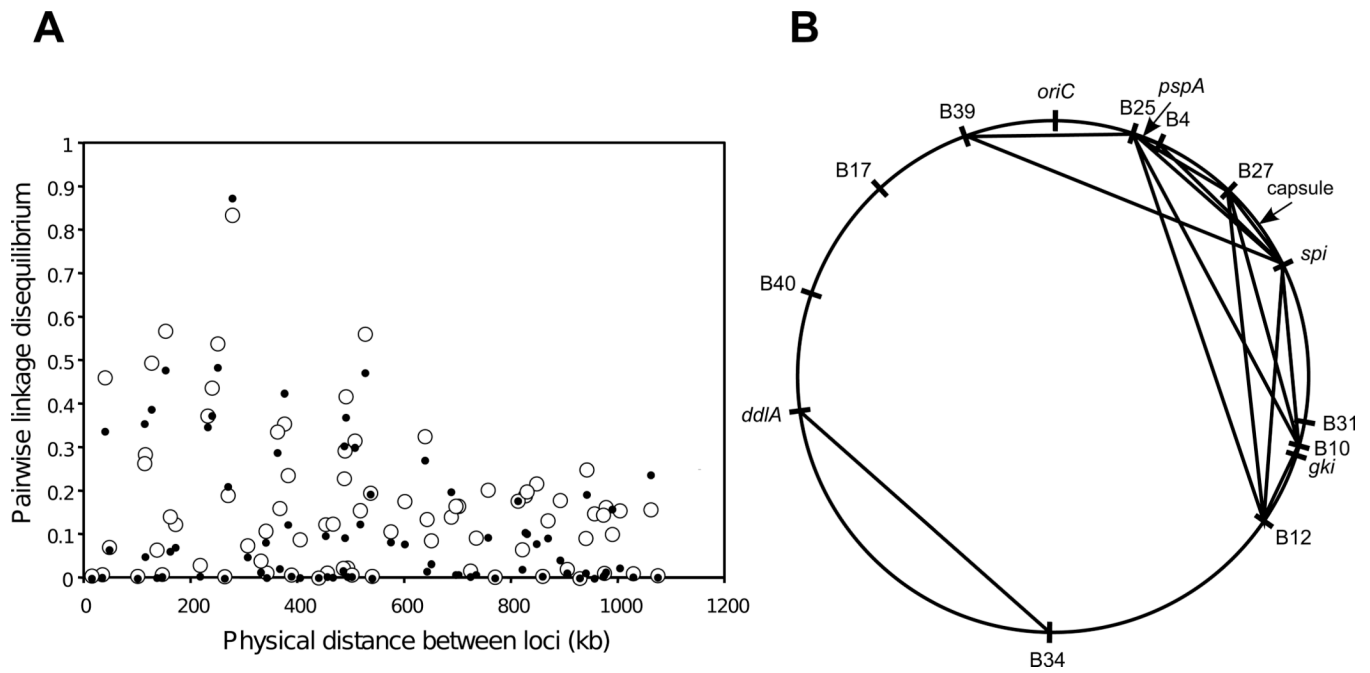 A
Pairwise linkage disequilibrium
1
0.9
0.8
0.7
0.6
0.5
0.4
0.3
0.2
0.1
0
0 200 400 600 800 1000 1200
Physical distance between loci (kb)
B
oriC
pspA
B39
B25
B4
B17
B27
capsule
spi
B40
ddlA
B31
B10
gki
B12
B34